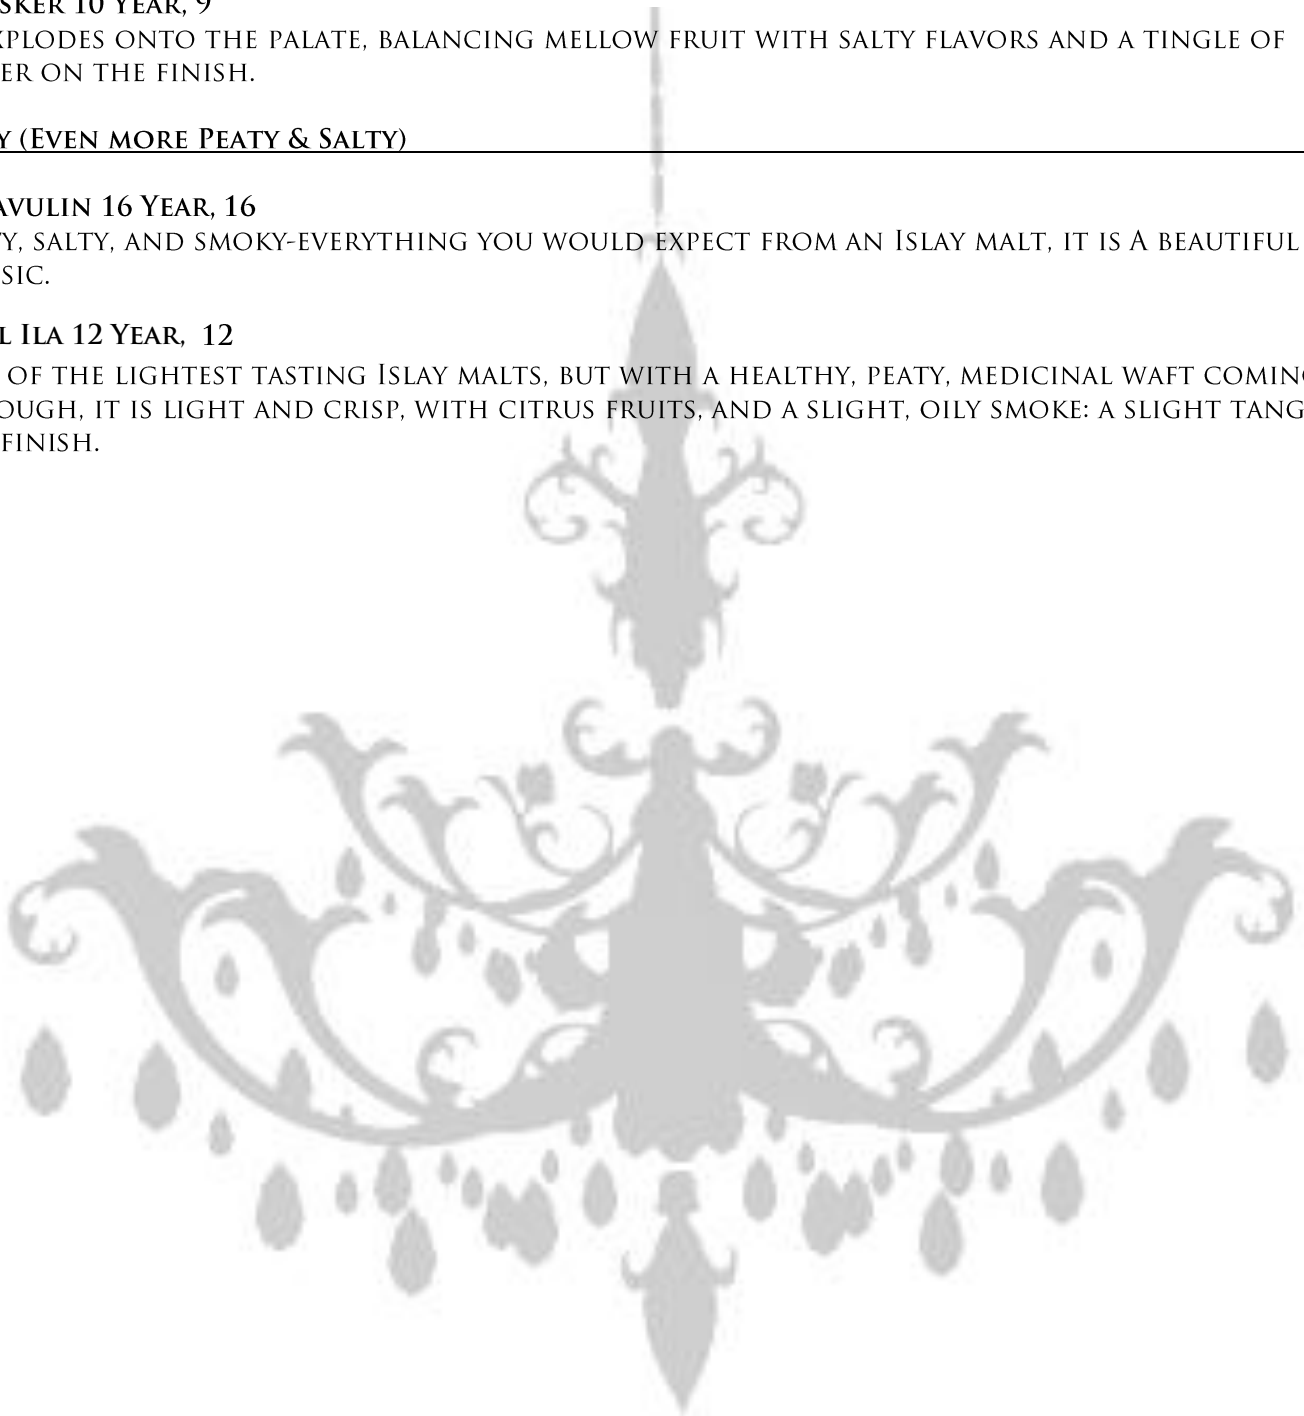 SKER 10 YEAR, 9
XPLODES ONTO THE PALATE, BALANCING MELLOW FRUIT WITH SALTY FLAVORS AND A TINGLE OF
ER ON THE FINISH.
Y (EVEN MORE PEATY & SALTY)
AVULIN 16 YEAR, 16
TY, SALTY, AND SMOKY-EVERYTHING YOU WOULD EXPECT FROM AN ISLAY MALT, IT IS A BEAUTIFUL
SIC.
L ILA 12 YEAR, 12
OF THE LIGHTEST TASTING ISLAY MALTS, BUT WITH A HEALTHY, PEATY, MEDICINAL WAFT COMING
OUGH, IT IS LIGHT AND CRISP, WITH CITRUS FRUITS, AND A SLIGHT, OILY SMOKE: A SLIGHT TANG
FINISH.